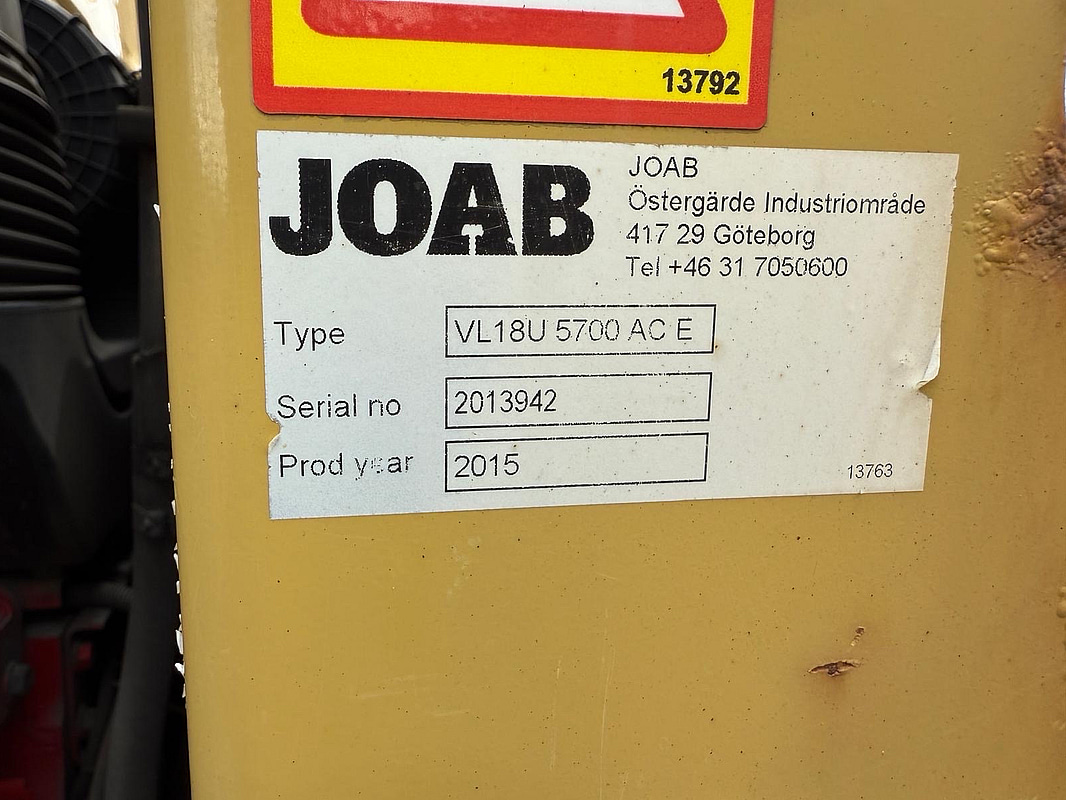 13792
JOAB
JOAB
Östergärde Industriområde
417 29 Göteborg
Tel +46 31 7050600
Type VL18U 5700 AC E
Serial no 2013942
Prod year 2015
13763